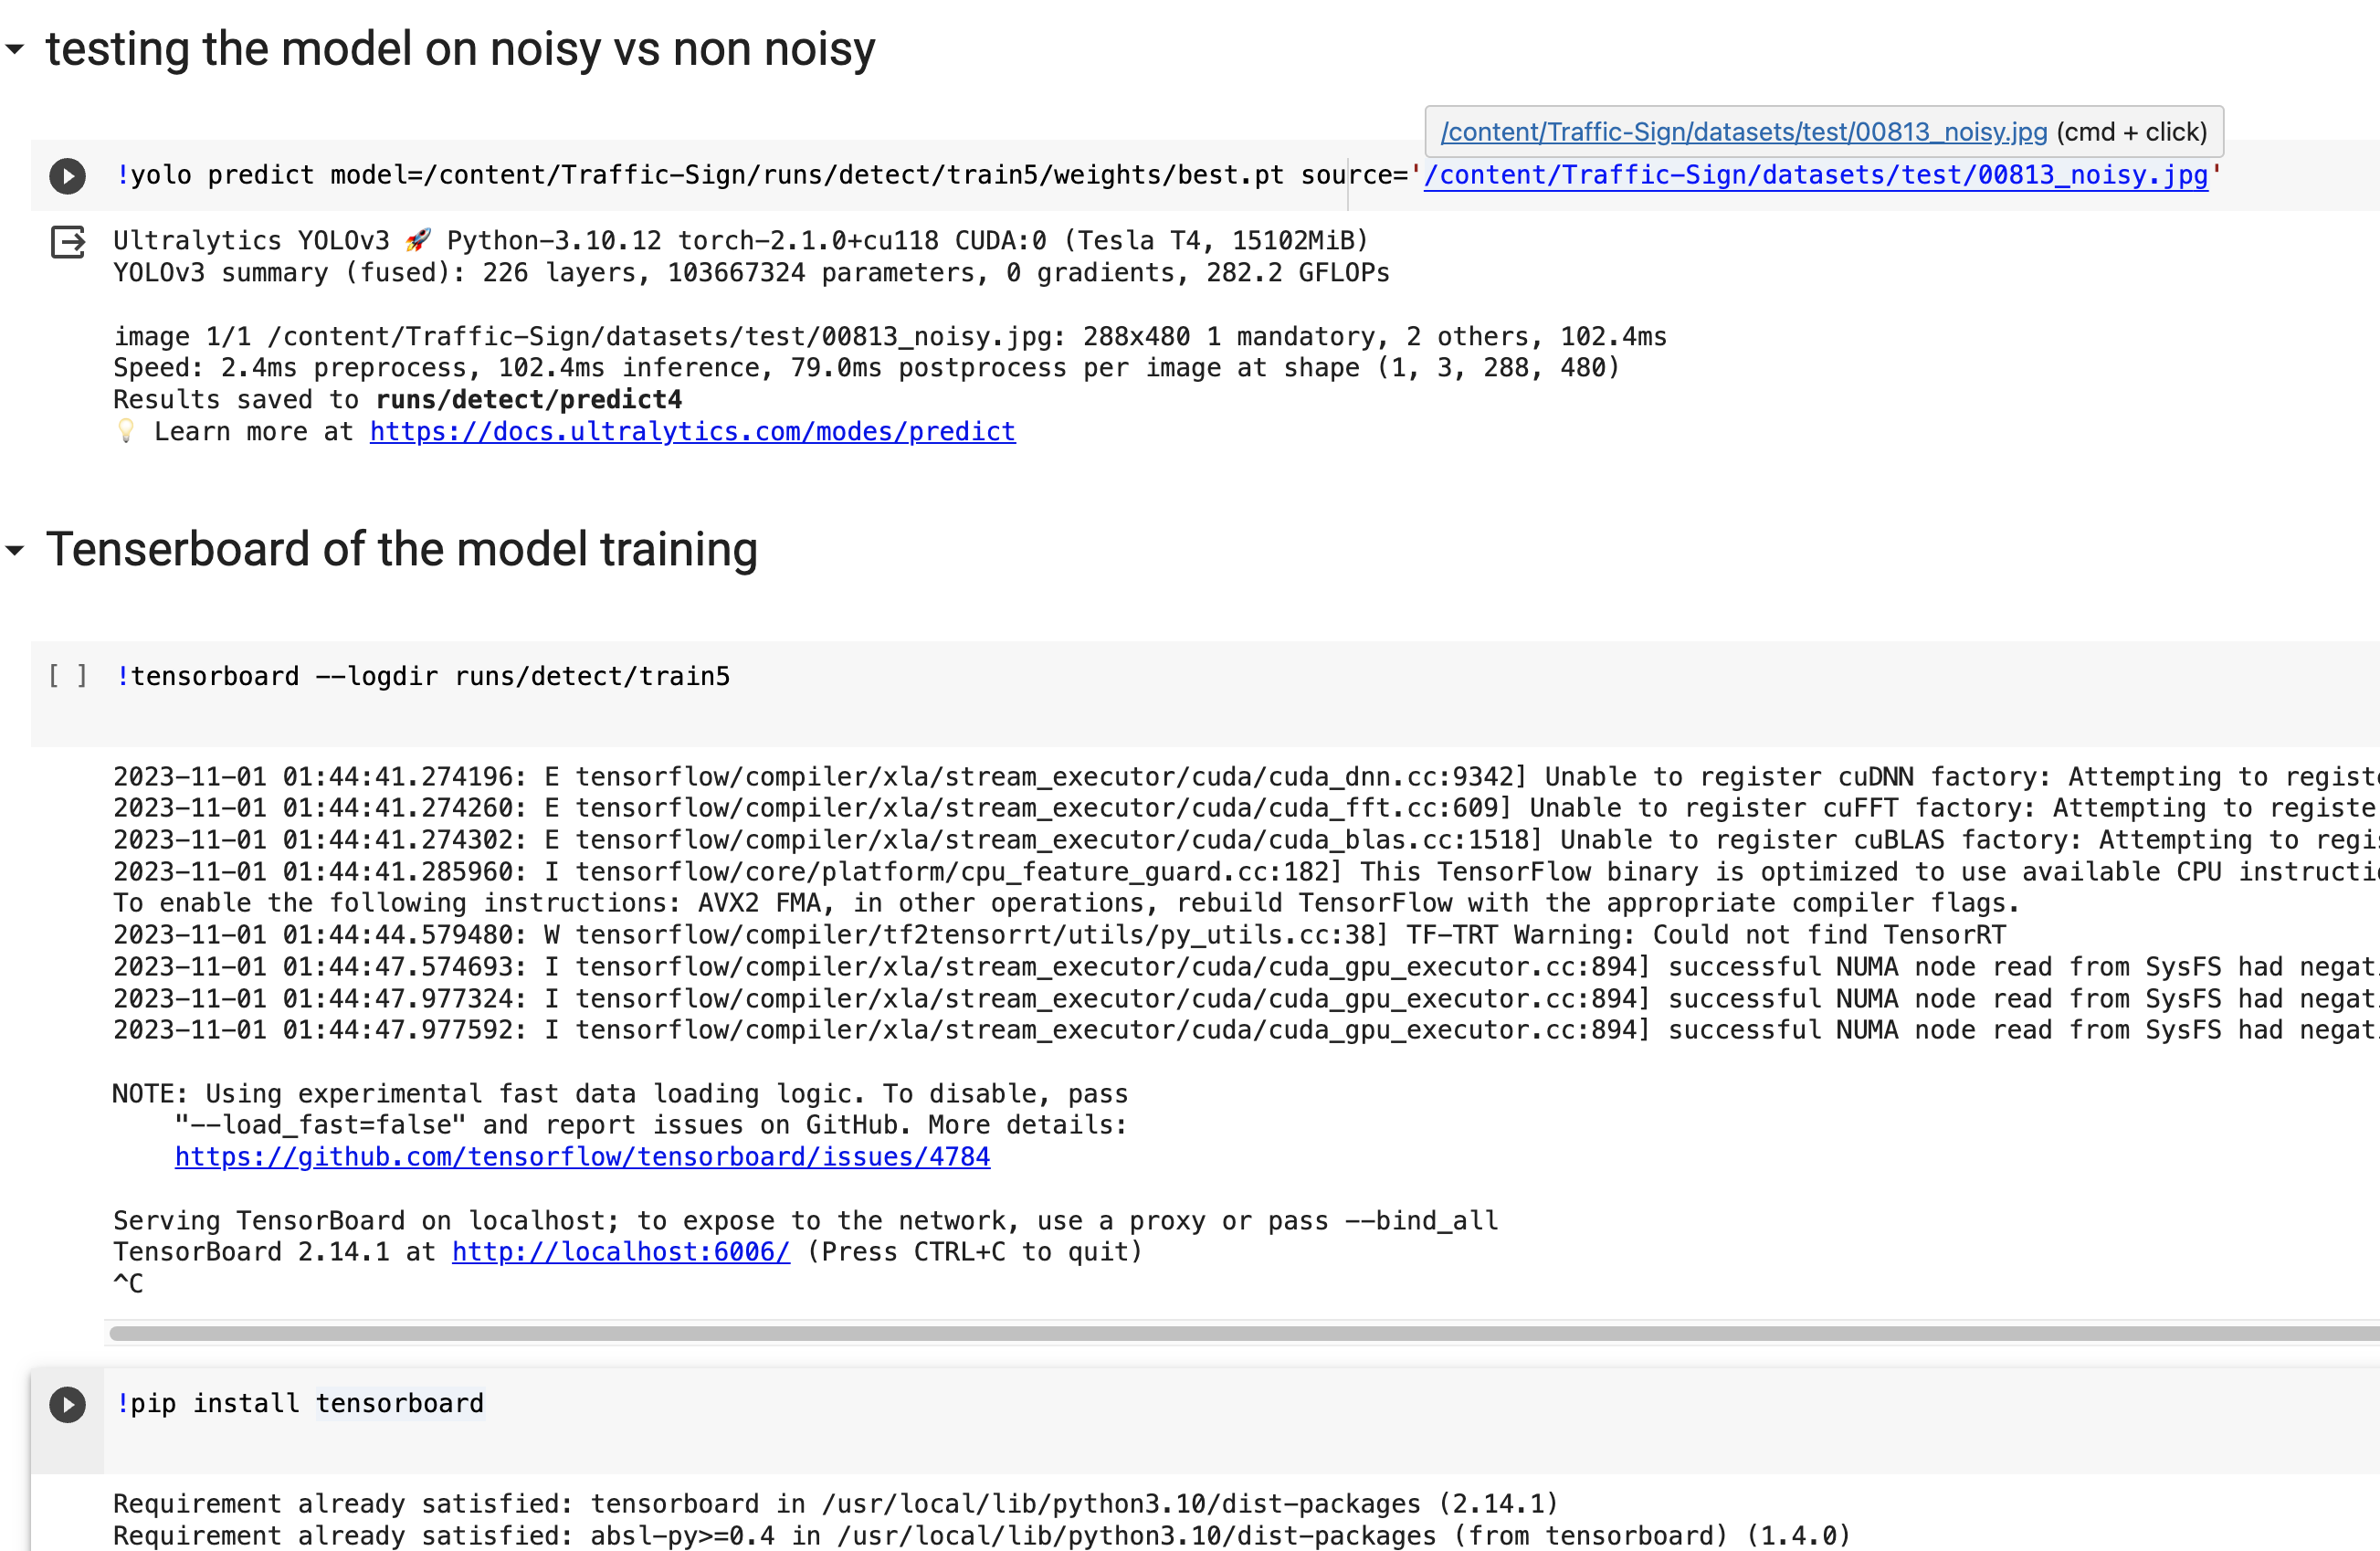 testing the model on noisy vs non noisy
/content/Traffic-Sign/datasets/test/00813_noisy.jpg (cmd + click)
!yolo predict model=/content/Traffic-Sign/runs/detect/train5/weights/best.pt source='/content/Traffic-Sign/datasets/test/00813_noisy.jpg'
Ultralytics YOLOv3 🚀 Python-3.10.12 torch-2.1.0+cu118 CUDA:0 (Tesla T4, 15102MiB)
YOLOv3 summary (fused): 226 layers, 103667324 parameters, 0 gradients, 282.2 GFLOPs
image 1/1 /content/Traffic-Sign/datasets/test/00813_noisy.jpg: 288x480 1 mandatory, 2 others, 102.4ms
Speed: 2.4ms preprocess, 102.4ms inference, 79.0ms postprocess per image at shape (1, 3, 288, 480)
Results saved to runs/detect/predict4
💡 Learn more at https://docs.ultralytics.com/modes/predict
Tenserboard of the model training
[ ] !tensorboard --logdir runs/detect/train5
2023-11-01 01:44:41.274196: E tensorflow/compiler/xla/stream_executor/cuda/cuda_dnn.cc:9342] Unable to register cuDNN factory: Attempting to regist
2023-11-01 01:44:41.274260: E tensorflow/compiler/xla/stream_executor/cuda/cuda_fft.cc:609] Unable to register cuFFT factory: Attempting to registe
2023-11-01 01:44:41.274302: E tensorflow/compiler/xla/stream_executor/cuda/cuda_blas.cc:1518] Unable to register cuBLAS factory: Attempting to regi
2023-11-01 01:44:41.285960: I tensorflow/core/platform/cpu_feature_guard.cc:182] This TensorFlow binary is optimized to use available CPU instructi
To enable the following instructions: AVX2 FMA, in other operations, rebuild TensorFlow with the appropriate compiler flags.
2023-11-01 01:44:44.579480: W tensorflow/compiler/tf2tensorrt/utils/py_utils.cc:38] TF-TRT Warning: Could not find TensorRT
2023-11-01 01:44:47.574693: I tensorflow/compiler/xla/stream_executor/cuda/cuda_gpu_executor.cc:894] successful NUMA node read from SysFS had negat
2023-11-01 01:44:47.977324: I tensorflow/compiler/xla/stream_executor/cuda/cuda_gpu_executor.cc:894] successful NUMA node read from SysFS had negat
2023-11-01 01:44:47.977592: I tensorflow/compiler/xla/stream_executor/cuda/cuda_gpu_executor.cc:894] successful NUMA node read from SysFS had negat
NOTE: Using experimental fast data loading logic. To disable, pass
"--load_fast=false" and report issues on GitHub. More details:
https://github.com/tensorflow/tensorboard/issues/4784
Serving TensorBoard on localhost; to expose to the network, use a proxy or pass --bind_all
TensorBoard 2.14.1 at http://localhost:6006/ (Press CTRL+C to quit)
^C
!pip install tensorboard
Requirement already satisfied: tensorboard in /usr/local/lib/python3.10/dist-packages (2.14.1)
Requirement already satisfied: absl-py>=0.4 in /usr/local/lib/python3.10/dist-packages (from tensorboard) (1.4.0)